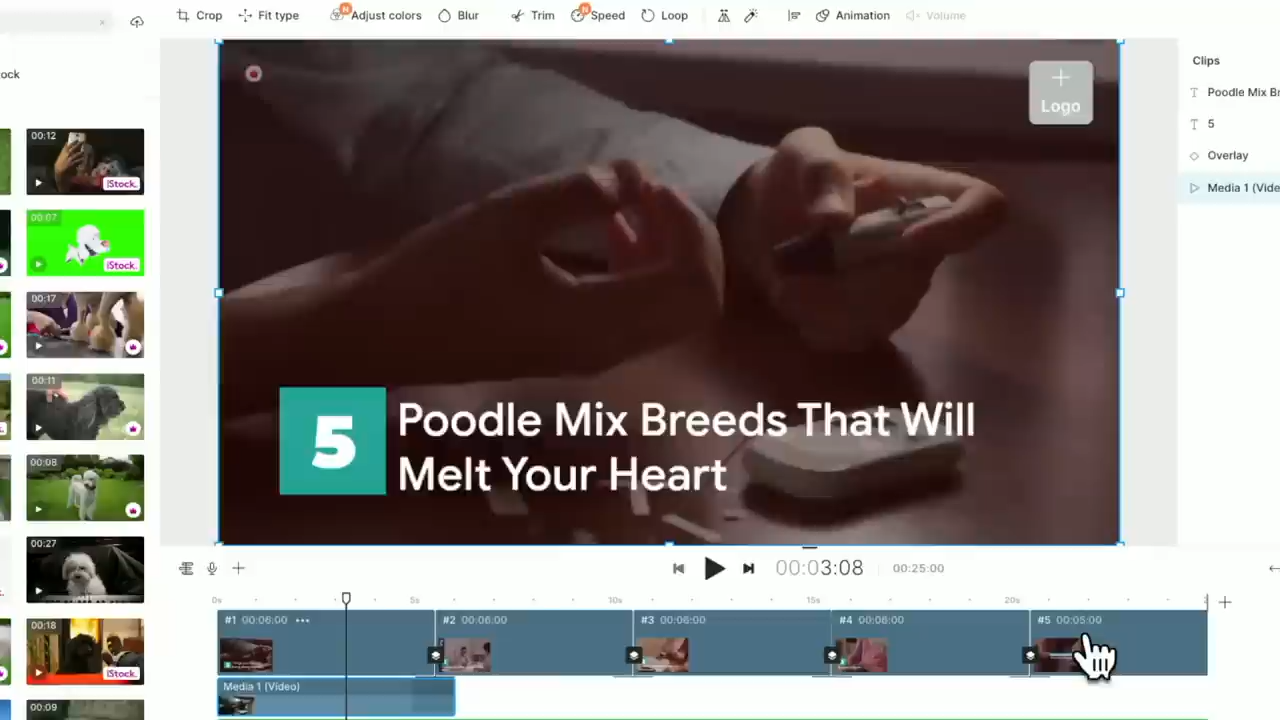 Crop Fit type N Adjust colors Blur Trim N Speed Loop Animation Volume
ock
Clips
Logo
Poodle Mix Br
5
Overlay
Media 1 (Vide
00:12
iStock.
00:07
iStock.
00:17
00:11
00:08
00:27
00:18
iStock.
00:09
5
Poodle Mix Breeds That Will
Melt Your Heart
00:03:08 00:25:00
0s 5s 10s 15s 20s 2
#1 00:06:00 ••• #2 00:06:00 #3 00:06:00 #4 00:06:00 #5 00:05:00
Media 1 (Video)